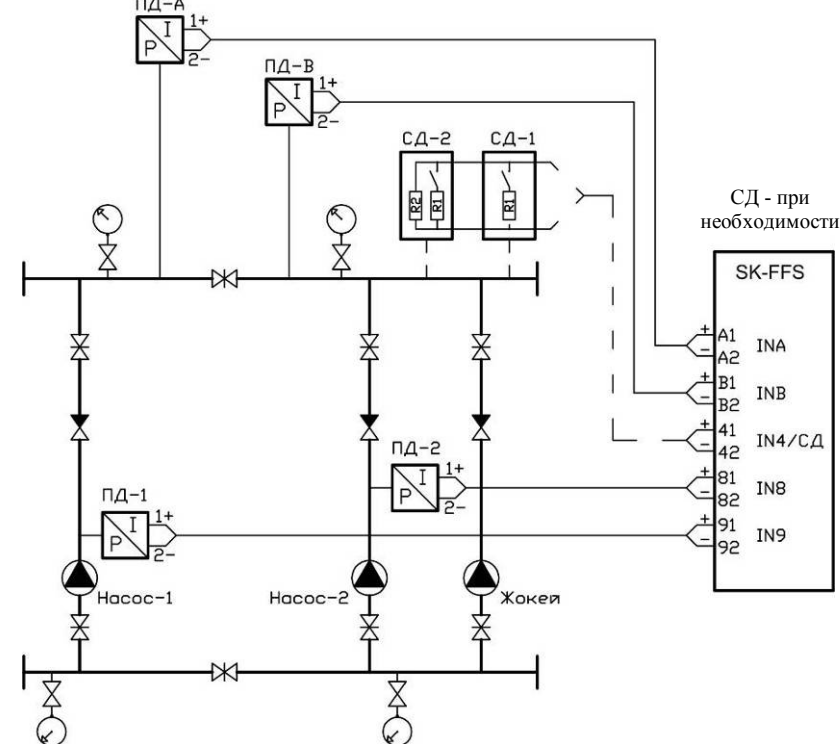 ПД-А
1+
2-
I
P
ПД-В
1+
2-
I
P
СД-2
СД-1
R2
R1
R1
СД - при
необходимости
SK-FFS
+
A1
INA
-
A2
+
B1
INB
-
B2
+
41
IN4/СД
-
42
+
81
IN8
-
82
+
91
IN9
-
92
ПД-2
1+
2-
I
P
ПД-1
1+
2-
I
P
Насос-1
Насос-2
Жокей